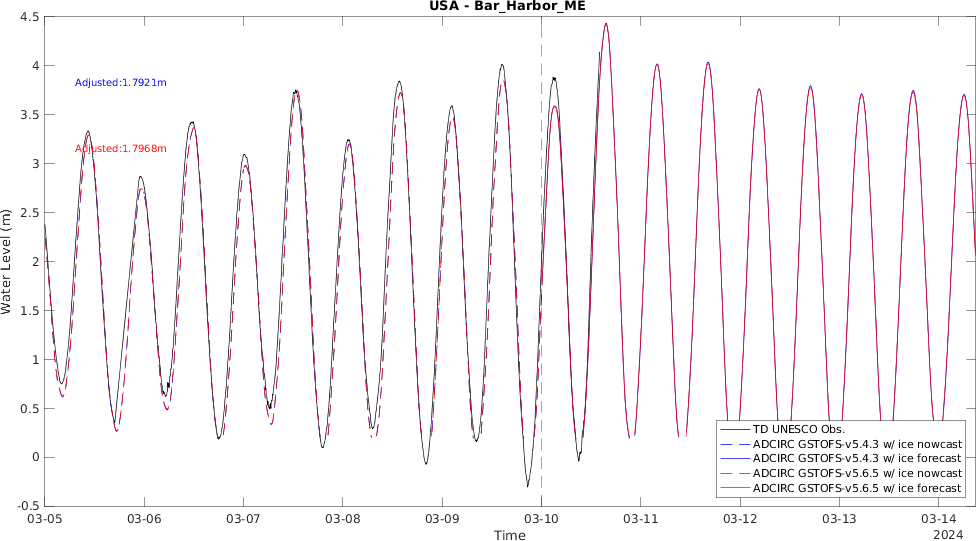 USA - Bar_Harbor_ME
4.5
4
3.5
3
2.5
2
1.5
1
0.5
0
-0.5
Water Level (m)
Adjusted:1.7921m
Adjusted:1.7968m
TD UNESCO Obs.
ADCIRC GSTOFS-v5.4.3 w/ ice nowcast
ADCIRC GSTOFS-v5.4.3 w/ ice forecast
ADCIRC GSTOFS-v5.6.5 w/ ice nowcast
ADCIRC GSTOFS-v5.6.5 w/ ice forecast
03-05 03-06 03-07 03-08 03-09 03-10 03-11 03-12 03-13 03-14
Time
2024